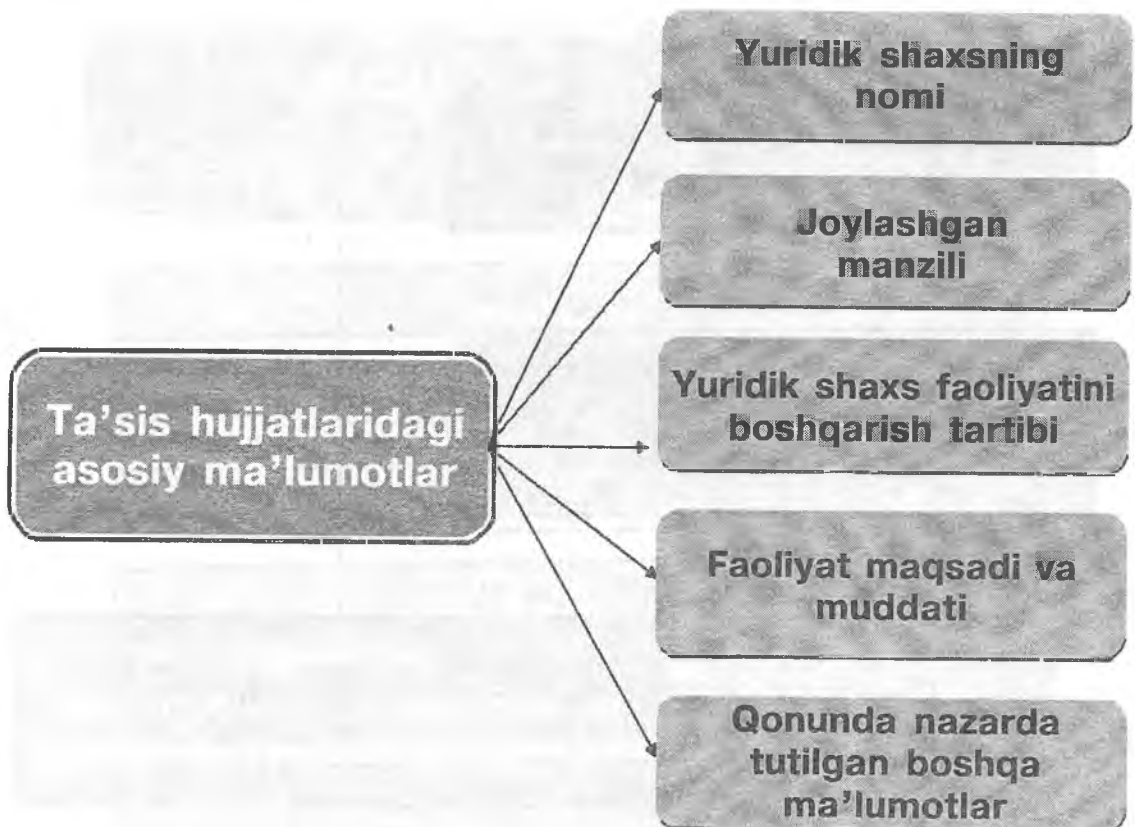 Yuridik shaxsning
nomi
Joylashgan
manzili
Ta'sis hujjatlaridagi
asosiy ma'lumotlar
Yuridik shaxs faoliyatini
boshqarish tartibi
Faoliyat maqsadi va
muddati
Qonunda nazarda
tutilgan boshqa
ma'lumotlar